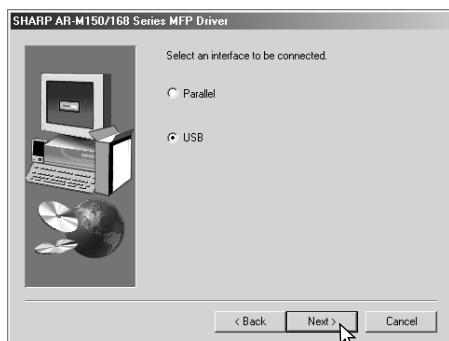 SHARP AR-M150/168 Series MFP Driver
Select an interface to be connected.
Parallel
USB
< Back Next > Cancel